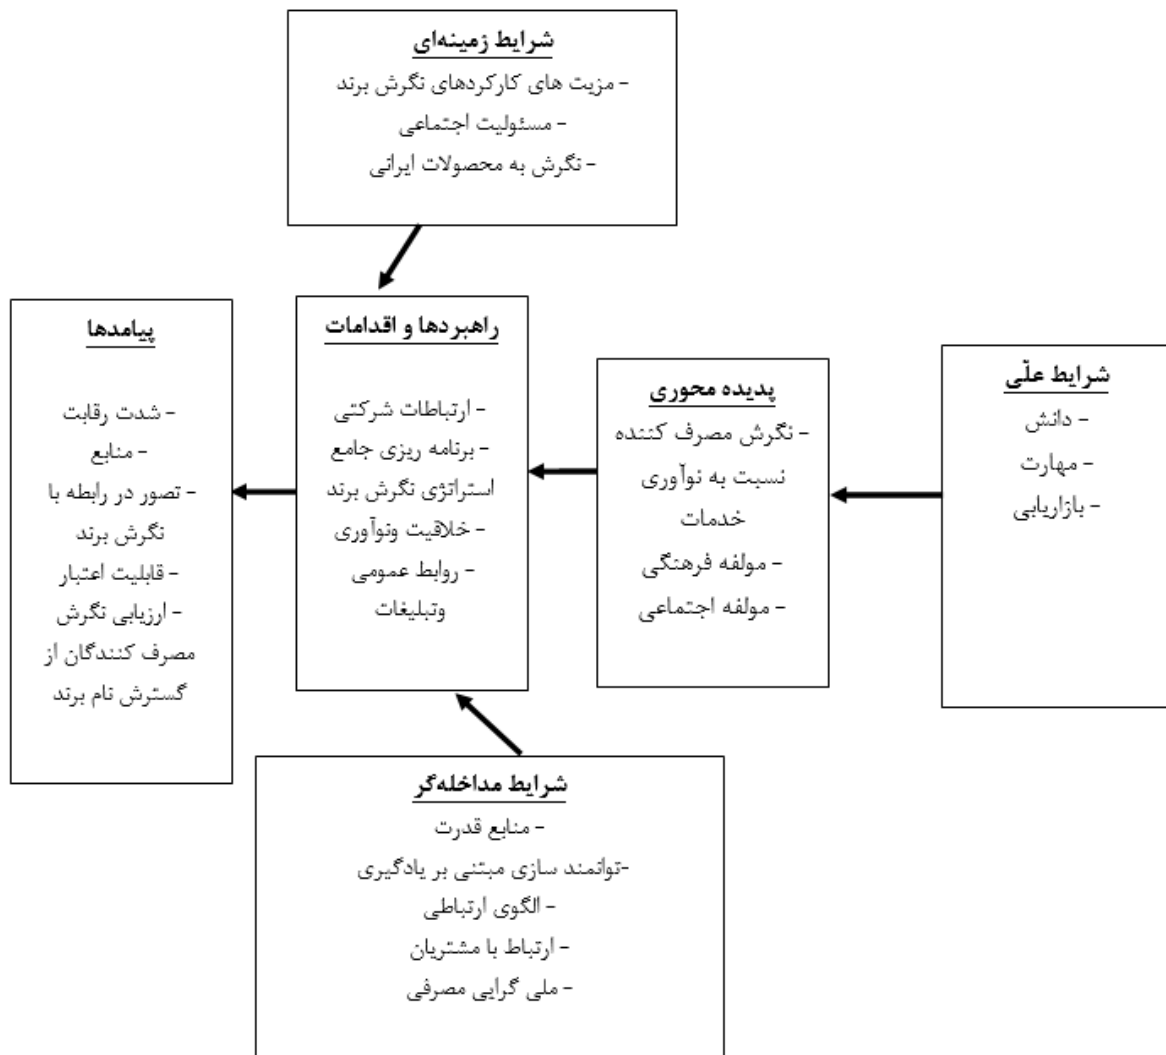 شرایط زمینه‌ای
- مزیت های کارکردهای نگرش برند
- مسئولیت اجتماعی
- نگرش به محصولات ایرانی
شرایط علّی
- دانش
- مهارت
- بازاریابی
پدیده محوری
- نگرش مصرف کننده
نسبت به نوآوری
خدمات
- مولفه فرهنگی
- مولفه اجتماعی
راهبردها و اقدامات
- ارتباطات شرکتی
- برنامه ریزی جامع
استراتژی نگرش برند
- خلاقیت ونوآوری
- روابط عمومی
وتبلیغات
پیامدها
- شدت رقابت
- منابع
- تصور در رابطه با
نگرش برند
- قابلیت اعتبار
- ارزیابی نگرش
مصرف کنندگان از
گسترش نام برند
شرایط مداخله‌گر
- منابع قدرت
-توانمند سازی مبتنی بر یادگیری
- الگوی ارتباطی
- ارتباط با مشتریان
- ملی گرایی مصرفی